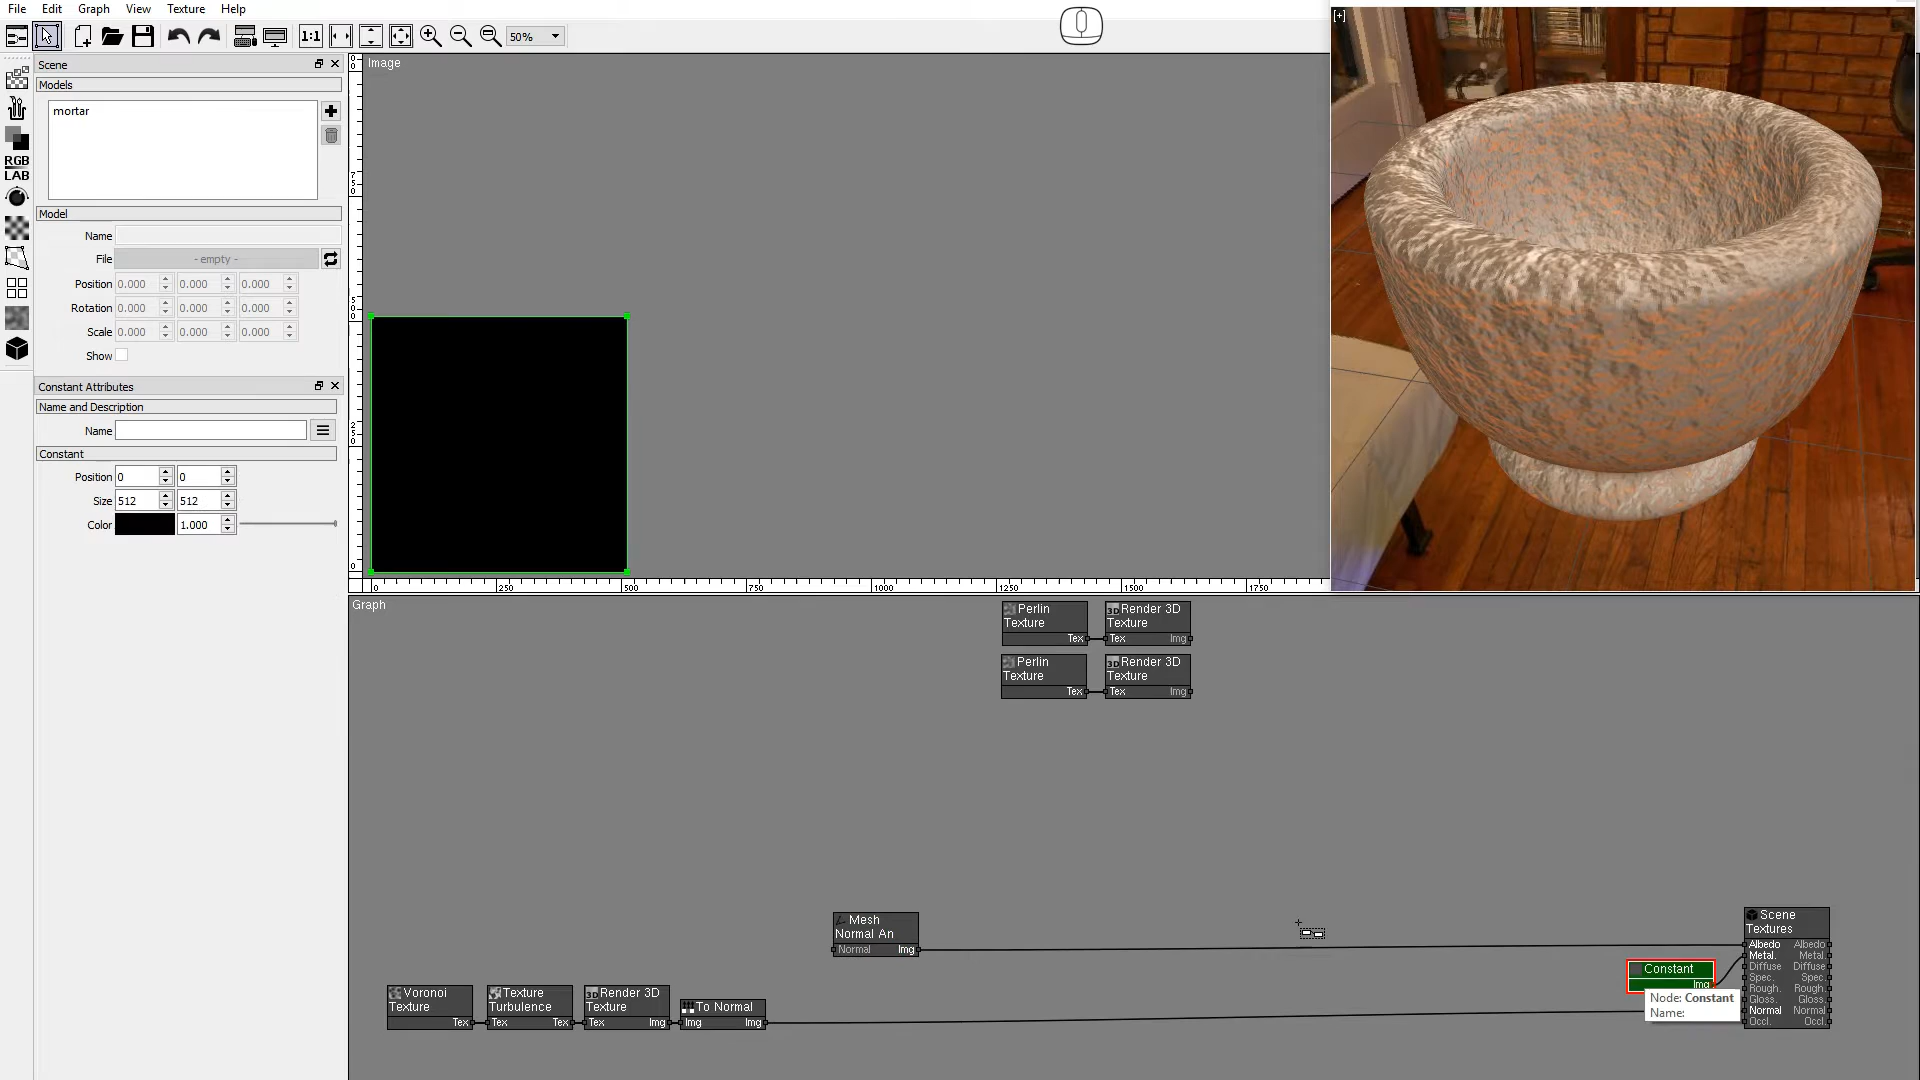 File Edit Graph View Texture Help
1:1
50%
[+]
Scene
Image
Models
mortar
RGB
LAB
Model
Name
File - empty -
Position 0.000 0.000 0.000
Rotation 0.000 0.000 0.000
Scale 0.000 0.000 0.000
Show
Constant Attributes
Name and Description
Name
Constant
Position 0 0
Size 512 512
Color 1.000
750
500
250
0
0 250 500 750 1000 1250 1500 1750
Graph
Perlin
Texture
Tex
Render 3D
Texture
Tex Img
Perlin
Texture
Tex
Render 3D
Texture
Tex Img
Mesh
Normal An
Normal Img
Scene
Textures
Albedo Albedo
Metal. Metal.
Diffuse Diffuse
Spec. Spec.
Rough. Rough.
Gloss. Gloss.
Normal Normal
Occl. Occl.
Constant
Img
Node: Constant
Name:
Voronoi
Texture
Tex
Texture
Turbulence
Tex Tex
Render 3D
Texture
Tex Img
To Normal
Img Img